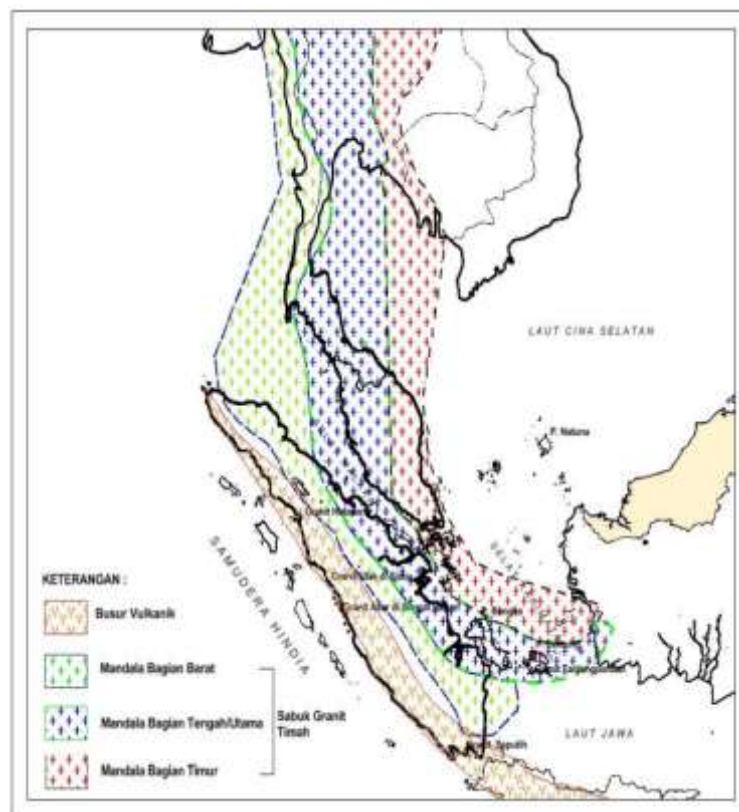 LAUT CINA SELATAN
P. Natuna
SAMUDERA HINDIA
KETERANGAN :
Busur Vulkanik
Mandala Bagian Barat
Mandala Bagian Tengah/Utama
Sabuk Granit
Timah
Mandala Bagian Timur
LAUT JAWA